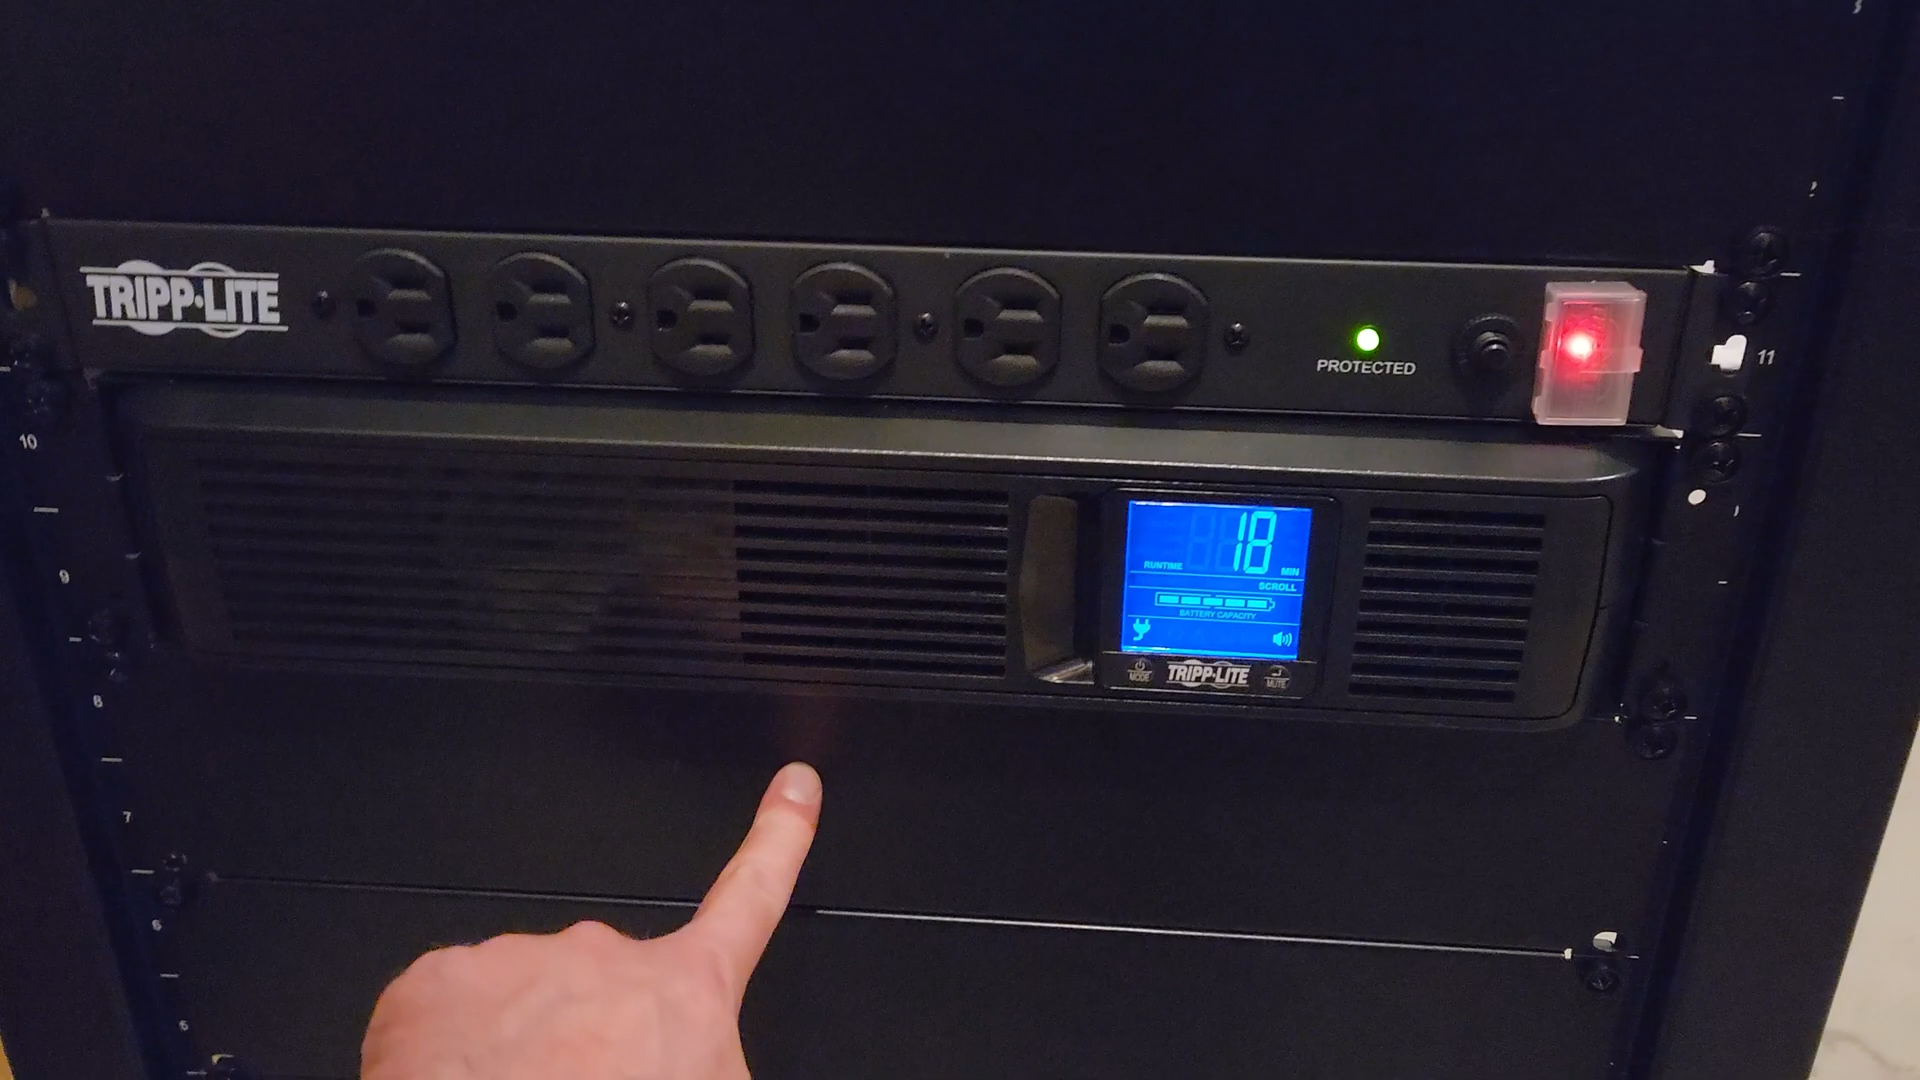 TRIPP·LITE
PROTECTED
11
10
18
RUNTIME
MIN
SCROLL
9
BATTERY CAPACITY
MODE
TRIPP·LITE
MUTE
8
7
6
5